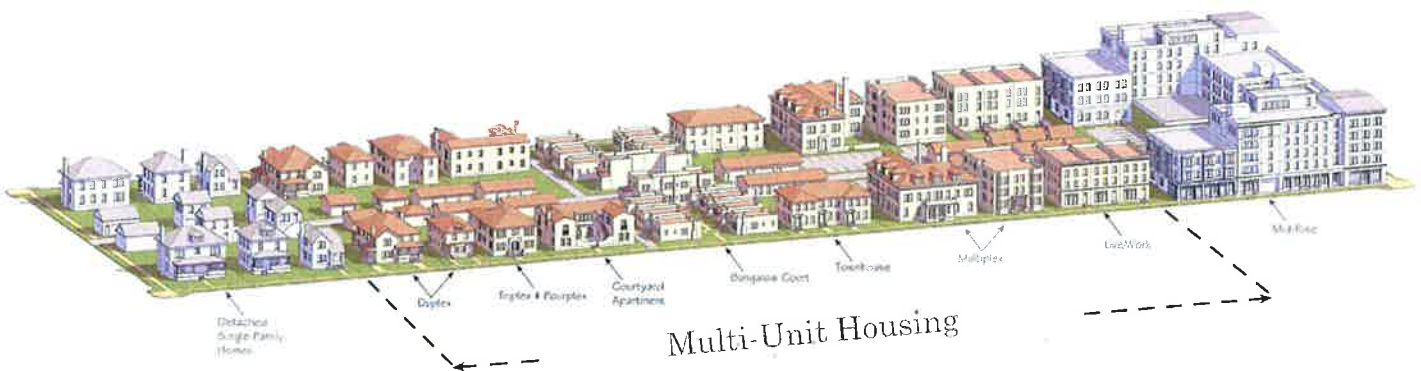 Detached
Single-Family
Homes
Duplex
Triplex & Fourplex
Courtyard
Apartment
Bungalow Court
Townhouse
Multiplex
Live/Work
Mid-Rise
Multi-Unit Housing